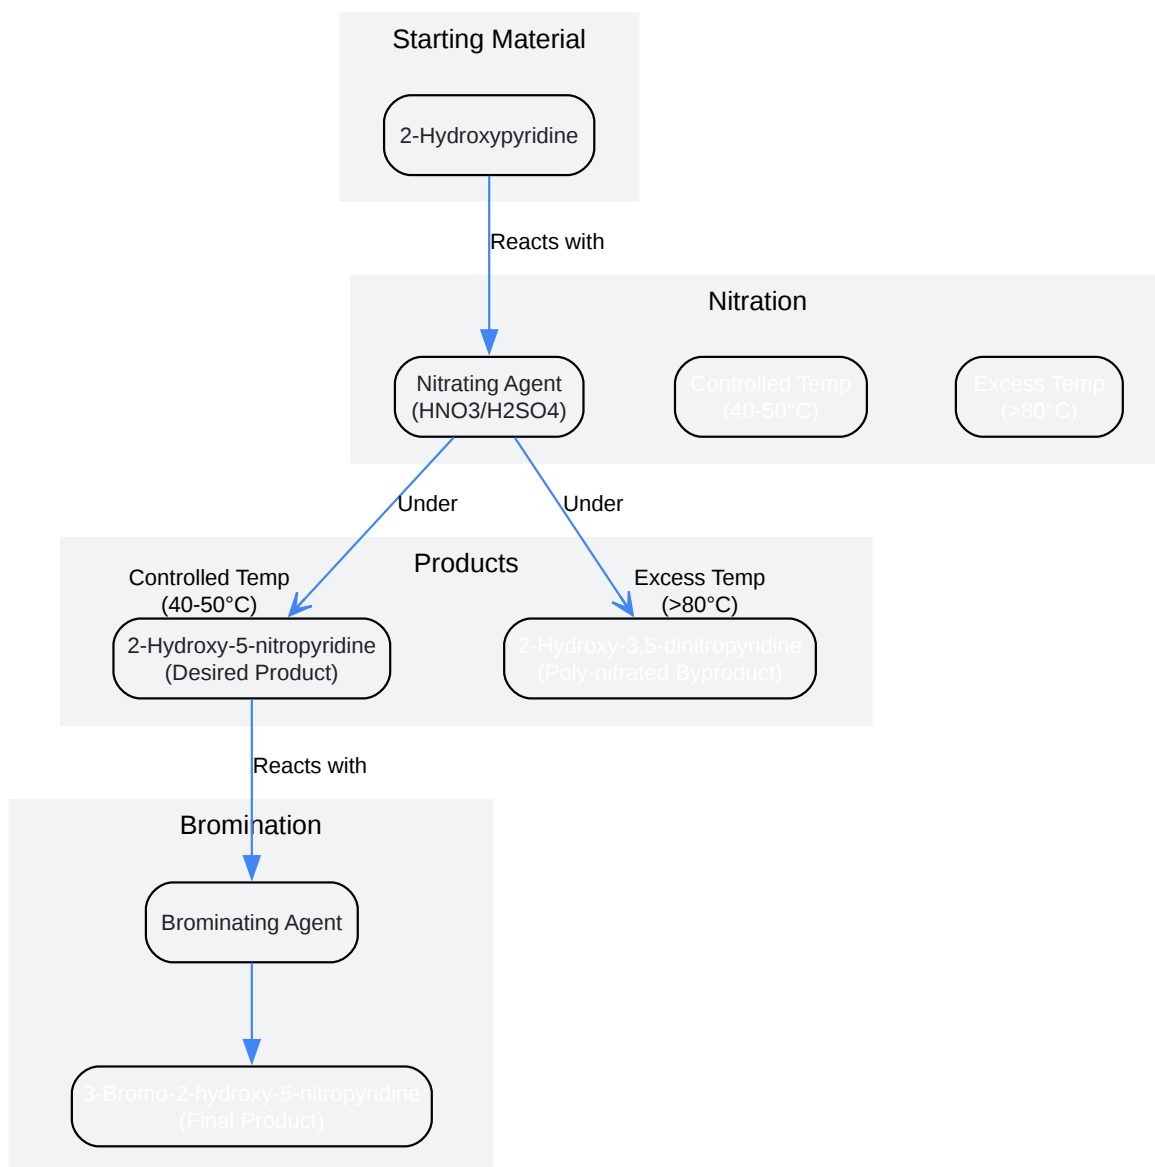 Starting Material
2-Hydroxypyridine
Reacts with
Nitration
Nitrating Agent
(HNO3/H2SO4)
Controlled Temp
(40-50°C)
Excess Temp
(>80°C)
Under
Under
Products
Controlled Temp
(40-50°C)
Excess Temp
(>80°C)
2-Hydroxy-5-nitropyridine
(Desired Product)
2-Hydroxy-3,5-dinitropyridine
(Poly-nitrated Byproduct)
Reacts with
Bromination
Brominating Agent
3-Bromo-2-hydroxy-5-nitropyridine
(Final Product)